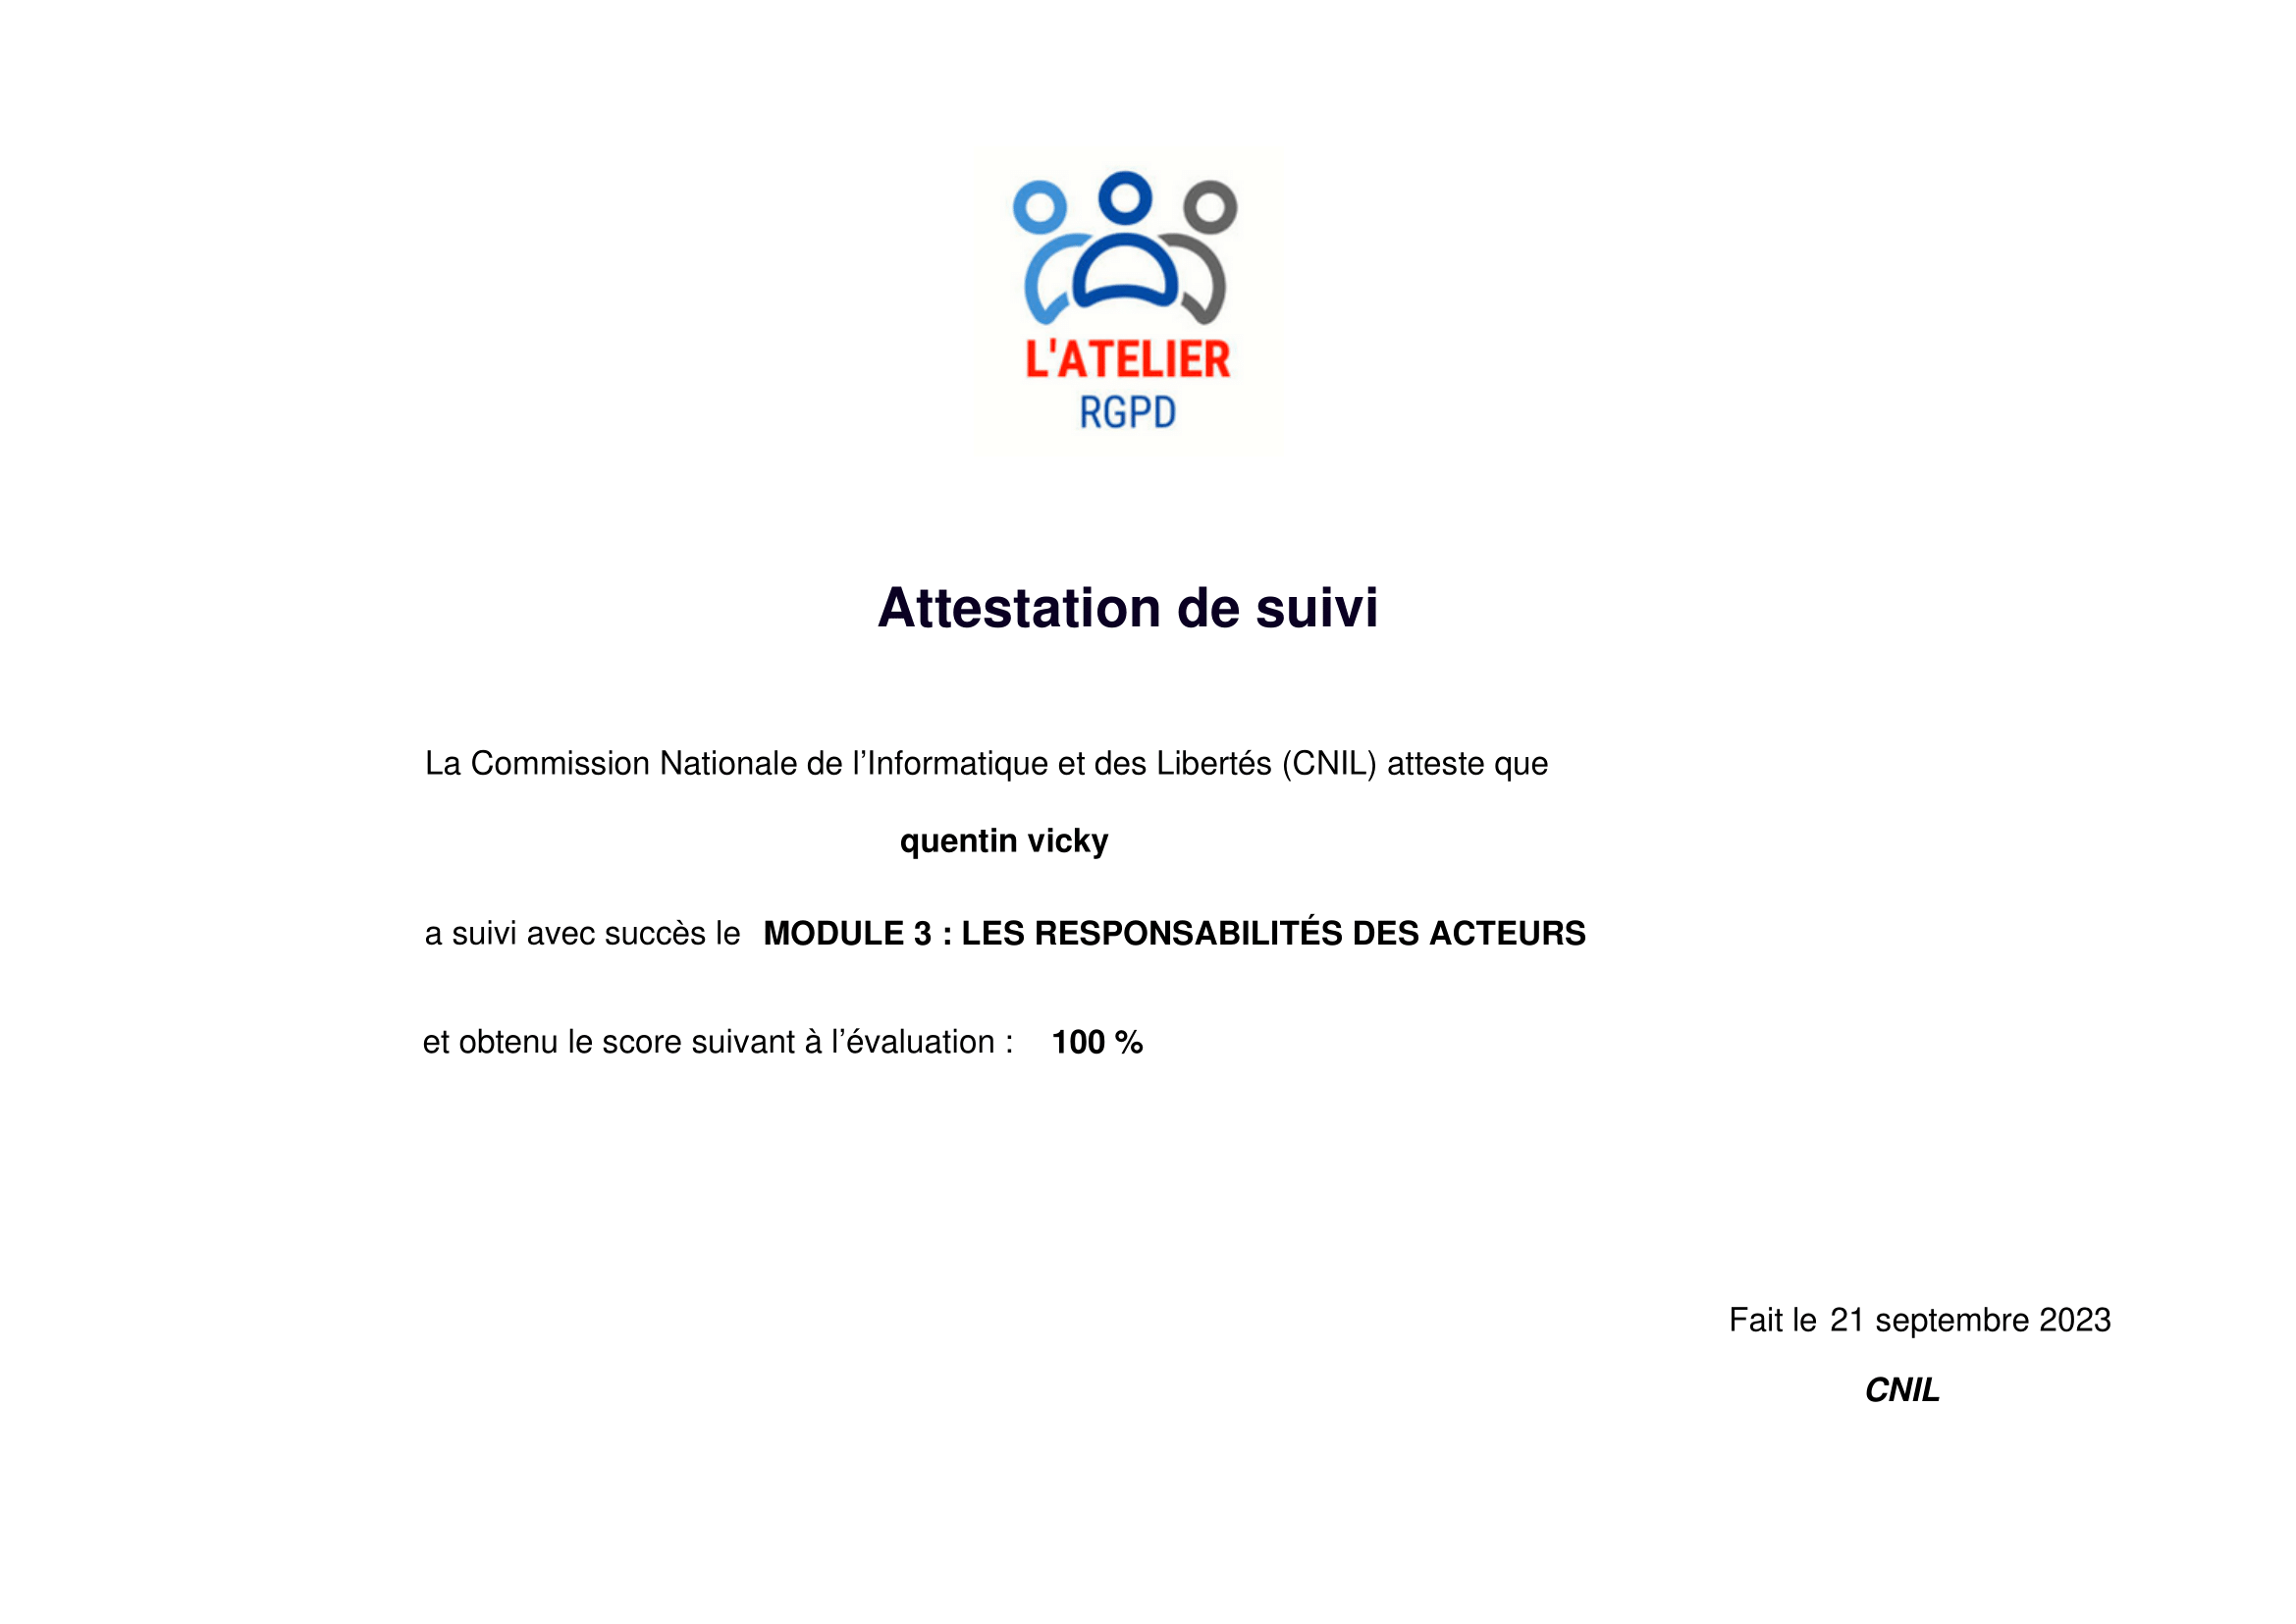 L'ATELIER
RGPD
Attestation de suivi
La Commission Nationale de l’Informatique et des Libertés (CNIL) atteste que
quentin vicky
a suivi avec succès le MODULE 3 : LES RESPONSABILITÉS DES ACTEURS
et obtenu le score suivant à l’évaluation : 100 %
Fait le 21 septembre 2023
CNIL